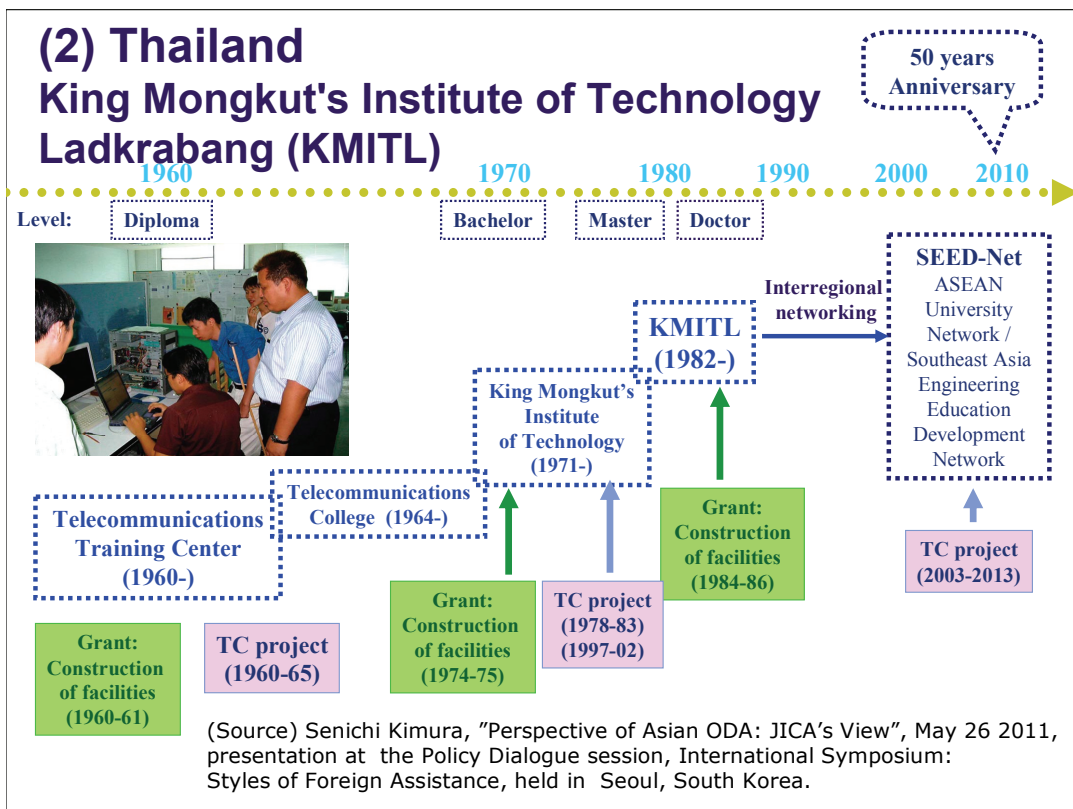 (2) Thailand
King Mongkut's Institute of Technology
Ladkrabang (KMITL)
50 years
Anniversary
1960
1970
1980
1990
2000
2010
Level:
Diploma
Bachelor
Master
Doctor
SEED-Net
ASEAN
University
Network /
Southeast Asia
Engineering
Education
Development
Network
Interregional
networking
KMITL
(1982-)
King Mongkut’s
Institute
of Technology
(1971-)
Telecommunications
College (1964-)
Telecommunications
Training Center
(1960-)
Grant:
Construction
of facilities
(1960-61)
TC project
(1960-65)
Grant:
Construction
of facilities
(1974-75)
TC project
(1978-83)
(1997-02)
Grant:
Construction
of facilities
(1984-86)
TC project
(2003-2013)
(Source) Senichi Kimura, ”Perspective of Asian ODA: JICA’s View”, May 26 2011,
presentation at the Policy Dialogue session, International Symposium:
Styles of Foreign Assistance, held in Seoul, South Korea.